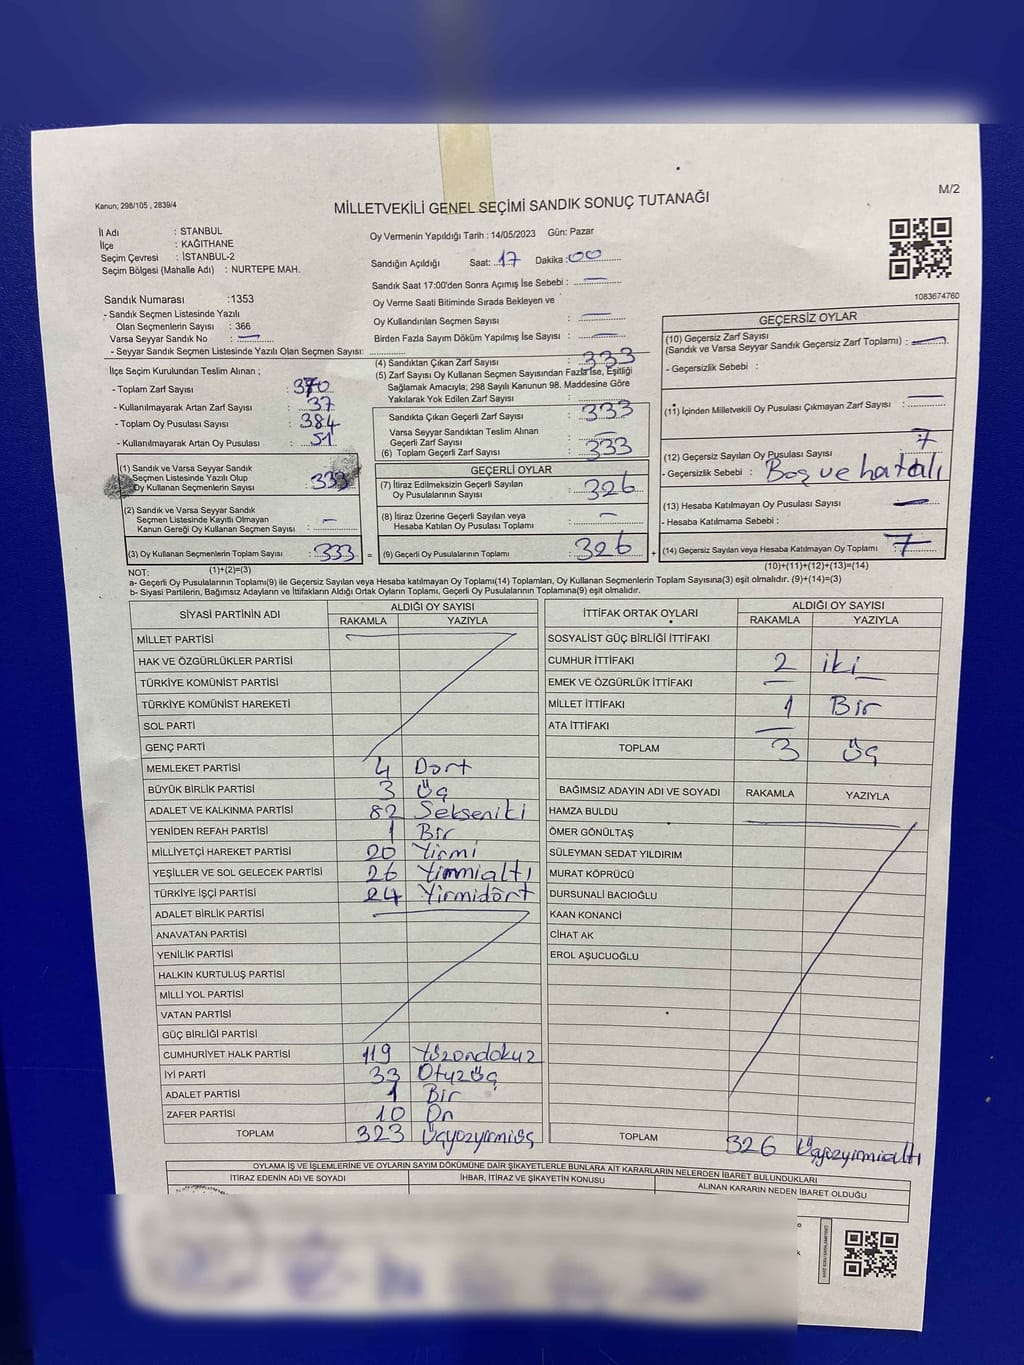 Kanun; 298/105 , 2839/4
M/2
MİLLETVEKİLİ GENEL SEÇİMİ SANDIK SONUÇ TUTANAĞI
İl Adı : STANBUL
İlçe : KAĞITHANE
Seçim Çevresi : İSTANBUL-2
Seçim Bölgesi (Mahalle Adı) : NURTEPE MAH.
Sandık Numarası :1353
- Sandık Seçmen Listesinde Yazılı
Olan Seçmenlerin Sayısı : 366
Varsa Seyyar Sandık No : —
- Seyyar Sandık Seçmen Listesinde Yazılı Olan Seçmen Sayısı:
Oy Vermenin Yapıldığı Tarih : 14/05/2023 Gün: Pazar
Sandığın Açıldığı Saat: 17 Dakika :00
Sandık Saat 17:00'den Sonra Açımış İse Sebebi : —
Oy Verme Saati Bitiminde Sırada Bekleyen ve
Oy Kullandırılan Seçmen Sayısı : —
Birden Fazla Sayım Döküm Yapılmış İse Sayısı : —
1083674760
İlçe Seçim Kurulundan Teslim Alınan ;
- Toplam Zarf Sayısı : 370
- Kullanılmayarak Artan Zarf Sayısı : 37
- Toplam Oy Pusulası Sayısı : 384
- Kullanılmayarak Artan Oy Pusulası : 51
(1) Sandık ve Varsa Seyyar Sandık
Seçmen Listesinde Yazılı Olup
Oy Kullanan Seçmenlerin Sayısı : 333
(2) Sandık ve Varsa Seyyar Sandık
Seçmen Listesinde Kayıtlı Olmayan
Kanun Gereği Oy Kullanan Seçmen Sayısı : —
(3) Oy Kullanan Seçmenlerin Toplam Sayısı : 333 =
(1)+(2)=(3)
(4) Sandıktan Çıkan Zarf Sayısı : 333
(5) Zarf Sayısı Oy Kullanan Seçmen Sayısından Fazla İse, Eşitliği
Sağlamak Amacıyla; 298 Sayılı Kanunun 98. Maddesine Göre
Yakılarak Yok Edilen Zarf Sayısı : —
Sandıkta Çıkan Geçerli Zarf Sayısı : 333
Varsa Seyyar Sandıktan Teslim Alınan
Geçerli Zarf Sayısı : —
(6) Toplam Geçerli Zarf Sayısı : 333
GEÇERLİ OYLAR
(7) İtiraz Edilmeksizin Geçerli Sayılan
Oy Pusulalarının Sayısı : 326
(8) İtiraz Üzerine Geçerli Sayılan veya
Hesaba Katılan Oy Pusulası Toplamı : —
(9) Geçerli Oy Pusulalarının Toplamı : 326 +
GEÇERSİZ OYLAR
(10) Geçersiz Zarf Sayısı
(Sandık ve Varsa Seyyar Sandık Geçersiz Zarf Toplamı) : —
- Geçersizlik Sebebi :
(11) İçinden Milletvekili Oy Pusulası Çıkmayan Zarf Sayısı : —
(12) Geçersiz Sayılan Oy Pusulası Sayısı : 7
- Geçersizlik Sebebi : Boş ve hatalı
(13) Hesaba Katılmayan Oy Pusulası Sayısı : —
- Hesaba Katılmama Sebebi :
(14) Geçersiz Sayılan veya Hesaba Katılmayan Oy Toplamı : 7
(10)+(11)+(12)+(13)=(14)
NOT:
a- Geçerli Oy Pusulalarının Toplamı(9) ile Geçersiz Sayılan veya Hesaba katılmayan Oy Toplamı(14) Toplamları, Oy Kullanan Seçmenlerin Toplam Sayısına(3) eşit olmalıdır. (9)+(14)=(3)
b- Siyasi Partilerin, Bağımsız Adayların ve İttifakların Aldığı Ortak Oyların Toplamı, Geçerli Oy Pusulalarının Toplamına(9) eşit olmalıdır.
SİYASİ PARTİNİN ADI ALDIĞI OY SAYISI
RAKAMLA YAZIYLA
MİLLET PARTİSİ
HAK VE ÖZGÜRLÜKLER PARTİSİ
TÜRKİYE KOMÜNİST PARTİSİ
TÜRKİYE KOMÜNİST HAREKETİ
SOL PARTİ
GENÇ PARTİ
MEMLEKET PARTİSİ 4 Dört
BÜYÜK BİRLİK PARTİSİ 3 Üç
ADALET VE KALKINMA PARTİSİ 82 Sekseniki
YENİDEN REFAH PARTİSİ 1 Bir
MİLLİYETÇİ HAREKET PARTİSİ 20 Yirmi
YEŞİLLER VE SOL GELECEK PARTİSİ 26 Yirmialtı
TÜRKİYE İŞÇİ PARTİSİ 24 Yirmidört
ADALET BİRLİK PARTİSİ
ANAVATAN PARTİSİ
YENİLİK PARTİSİ
HALKIN KURTULUŞ PARTİSİ
MİLLİ YOL PARTİSİ
VATAN PARTİSİ
GÜÇ BİRLİĞİ PARTİSİ
CUMHURİYET HALK PARTİSİ 119 Yüzondokuz
İYİ PARTİ 33 Otuzüç
ADALET PARTİSİ 1 Bir
ZAFER PARTİSİ 10 On
TOPLAM 323 Üçyüzyirmiüç
İTTİFAK ORTAK OYLARI ALDIĞI OY SAYISI
RAKAMLA YAZIYLA
SOSYALİST GÜÇ BİRLİĞİ İTTİFAKI
CUMHUR İTTİFAKI 2 iki
EMEK VE ÖZGÜRLÜK İTTİFAKI — —
MİLLET İTTİFAKI 1 Bir
ATA İTTİFAKI —
TOPLAM 3 Üç
BAĞIMSIZ ADAYIN ADI VE SOYADI RAKAMLA YAZIYLA
HAMZA BULDU
ÖMER GÖNÜLTAŞ
SÜLEYMAN SEDAT YILDIRIM
MURAT KÖPRÜCÜ
DURSUNALİ BACIOĞLU
KAAN KONANCİ
CİHAT AK
EROL AŞUCUOĞLU
TOPLAM 326 Üçyüzyirmialtı
OYLAMA İŞ VE İŞLEMLERİNE VE OYLARIN SAYIM DÖKÜMÜNE DAİR ŞİKAYETLERLE BUNLARA AİT KARARLARIN NELERDEN İBARET BULUNDUKLARI
İTİRAZ EDENİN ADI VE SOYADI İHBAR, İTİRAZ VE ŞİKAYETİN KONUSU ALINAN KARARIN NEDEN İBARET OLDUĞU